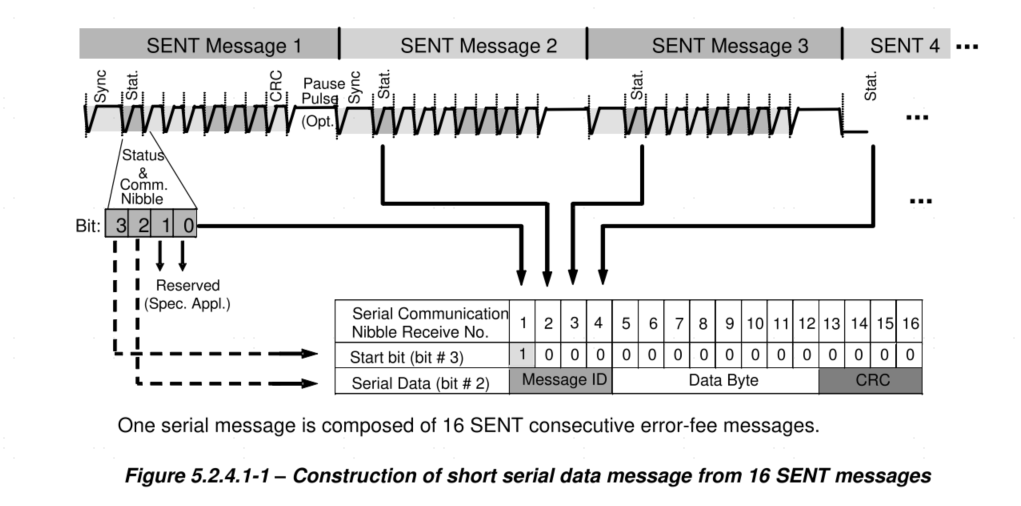 SENT Message 1 SENT Message 2 SENT Message 3 SENT 4 ...
Sync Stat. CRC Pause Pulse (Opt. Sync Stat. Stat. Stat.
...
Status
&
Comm.
Nibble
...
Bit: 3 2 1 0
Reserved
(Spec. Appl.)
Serial Communication
Nibble Receive No. 1 2 3 4 5 6 7 8 9 10 11 12 13 14 15 16
Start bit (bit # 3) 1 0 0 0 0 0 0 0 0 0 0 0 0 0 0 0
Serial Data (bit # 2) Message ID Data Byte CRC
One serial message is composed of 16 SENT consecutive error-fee messages.
Figure 5.2.4.1-1 – Construction of short serial data message from 16 SENT messages